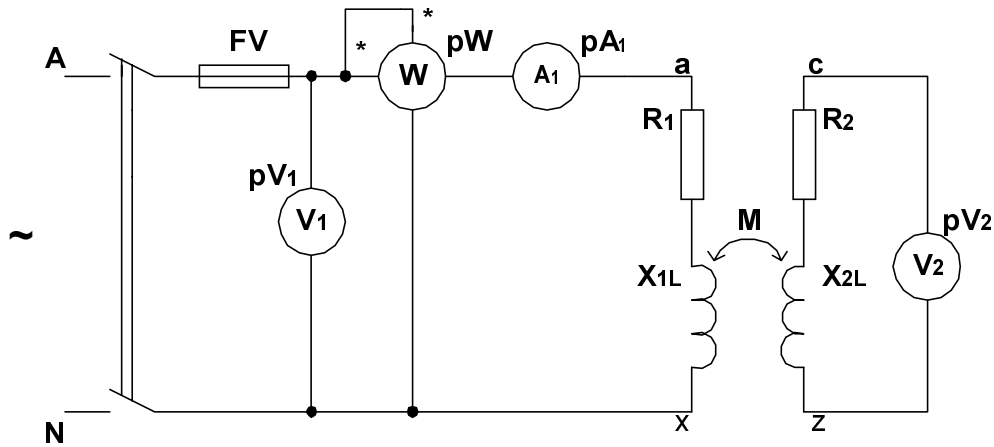 A
FV
*
*
pW
W
pA1
A1
a
c
R1
R2
pV1
V1
~
M
pV2
V2
X1L
X2L
N
x
z